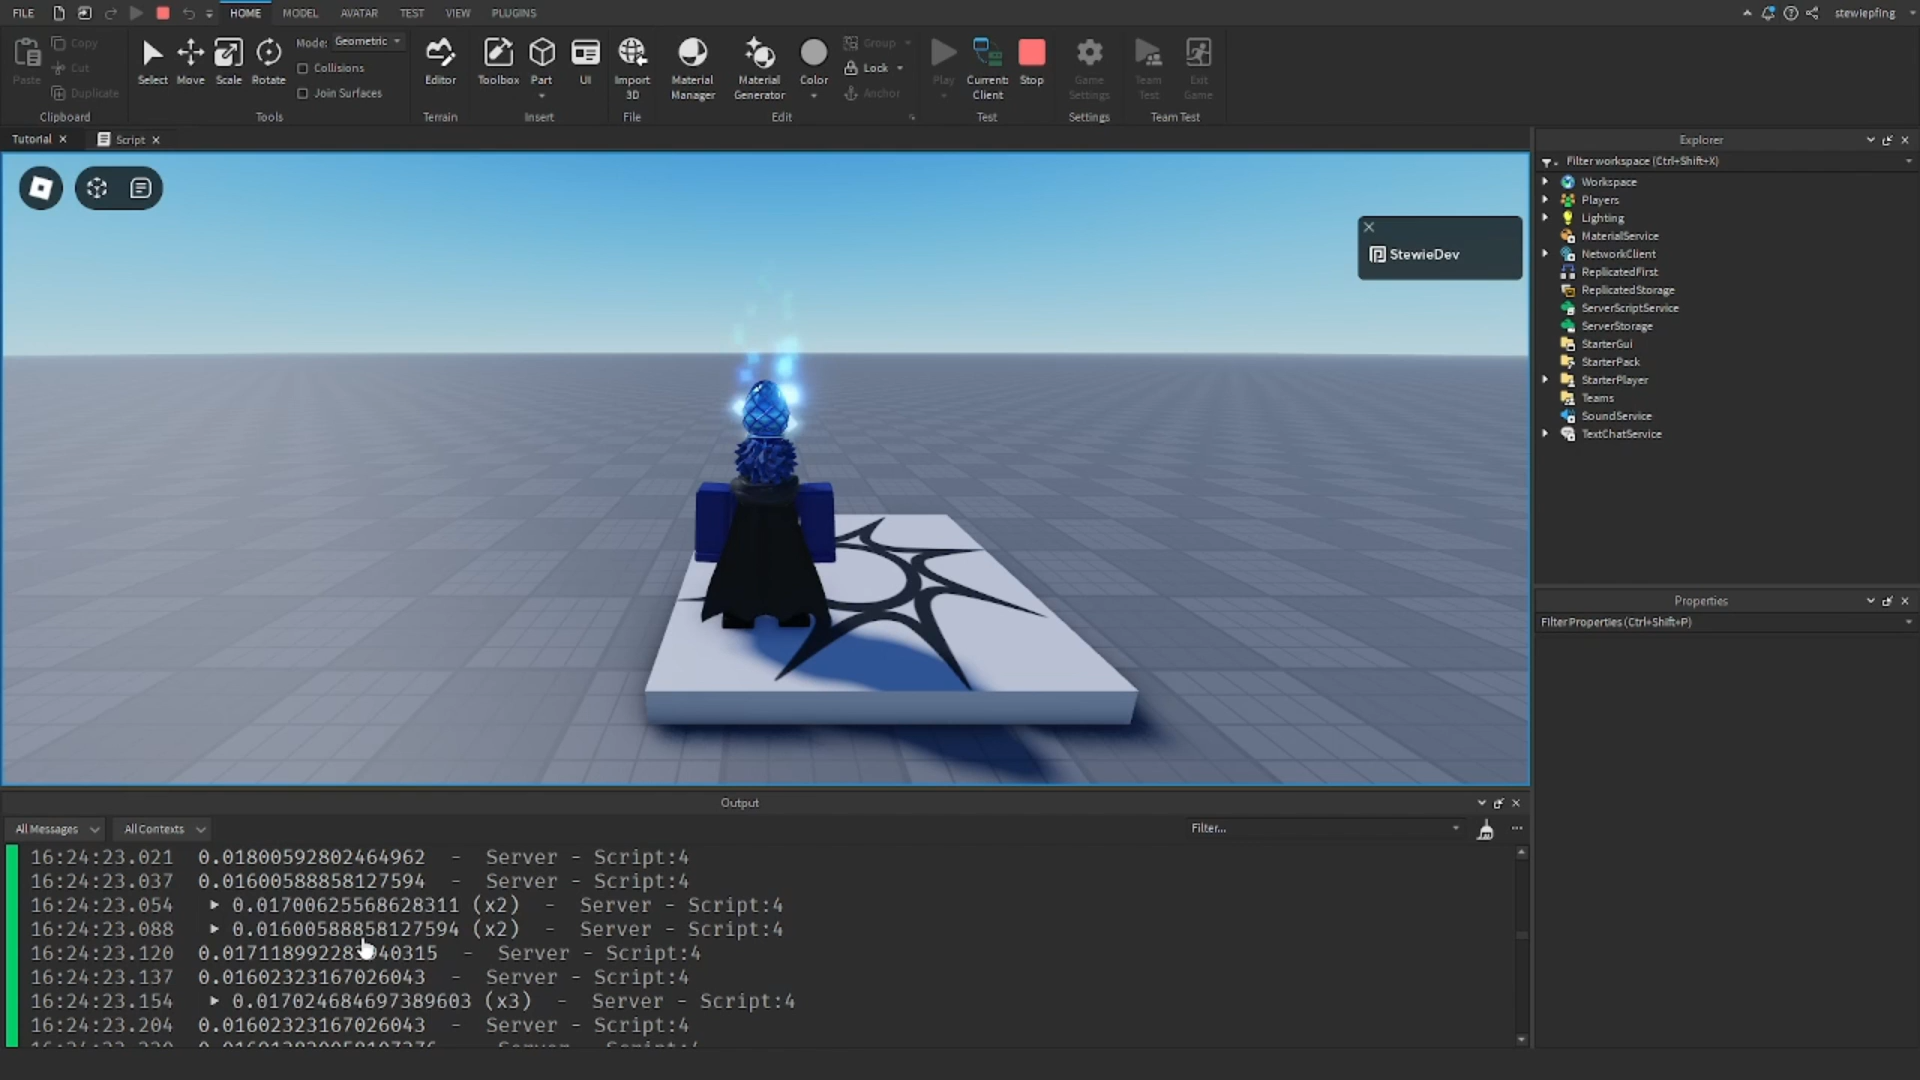 FILE HOME MODEL AVATAR TEST VIEW PLUGINS stewiepfing
Paste Copy Cut Duplicate
Clipboard
Select Move Scale Rotate
Mode: Geometric
Collisions
Join Surfaces
Tools
Editor
Terrain
Toolbox Part UI
Insert
Import 3D
File
Material Manager
Material Generator
Color
Group
Lock
Anchor
Edit
Play
Current: Client
Stop
Test
Game Settings
Settings
Team Test
Exit Game
Team Test
Tutorial Script
StewieDev
Explorer
Filter workspace (Ctrl+Shift+X)
Workspace
Players
Lighting
MaterialService
NetworkClient
ReplicatedFirst
ReplicatedStorage
ServerScriptService
ServerStorage
StarterGui
StarterPack
StarterPlayer
Teams
SoundService
TextChatService
Properties
Filter Properties (Ctrl+Shift+P)
Output
All Messages All Contexts Filter...
16:24:23.021 0.01800592802464962 - Server - Script:4
16:24:23.037 0.01600588858127594 - Server - Script:4
16:24:23.054 0.01700625568628311 (x2) - Server - Script:4
16:24:23.088 0.01600588858127594 (x2) - Server - Script:4
16:24:23.120 - Server - Script:4
16:24:23.137 0.01602323167026043 - Server - Script:4
16:24:23.154 0.017024684697389603 (x3) - Server - Script:4
16:24:23.204 0.01602323167026043 - Server - Script:4